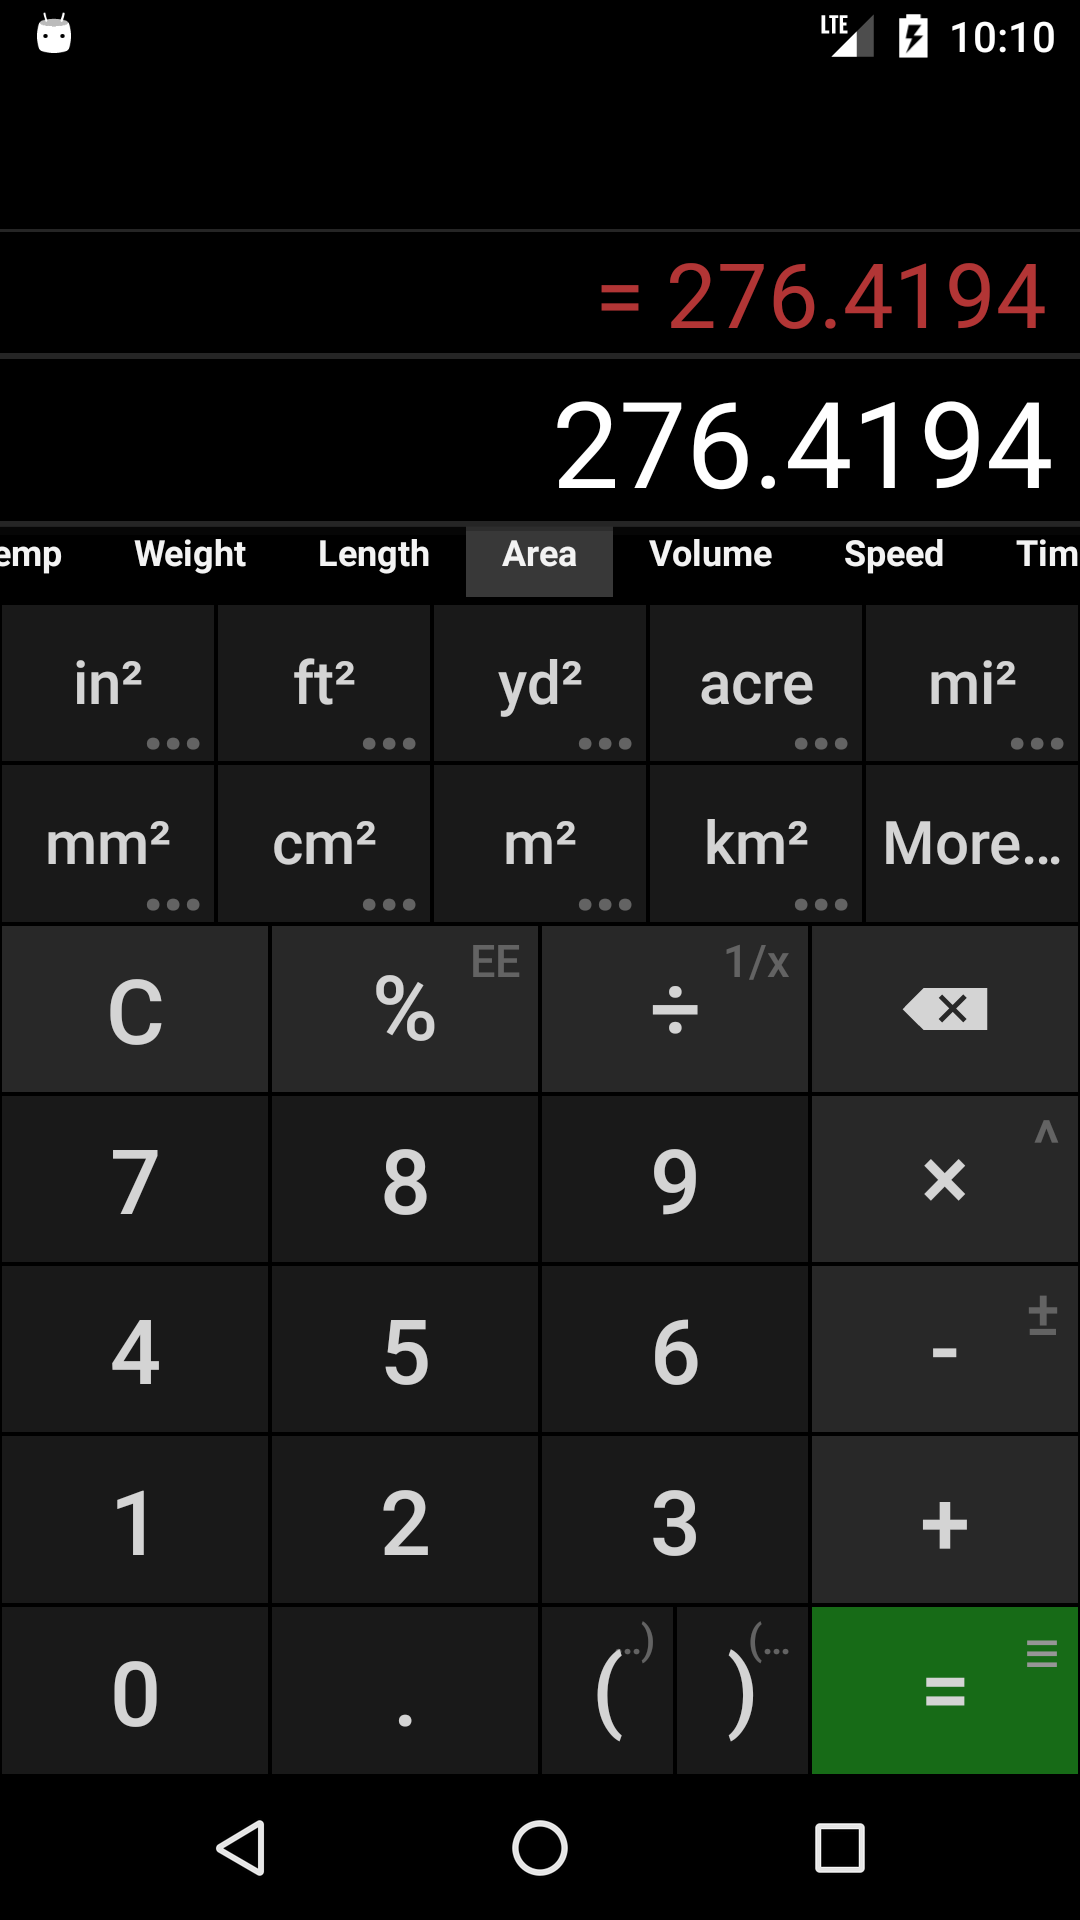 LTE 10:10
= 276.4194
276.4194
emp Weight Length Area Volume Speed Tim
in² ft² yd² acre mi²
mm² cm² m² km² More...
C % EE ÷ 1/x
7 8 9 × ^
4 5 6 - ±
1 2 3 +
0 . ( ..) ) (... =